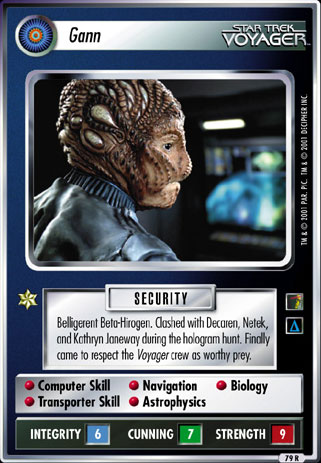 Gann
STAR TREK
VOYAGER
TM & © 2001 PAR. PIC. TM & © 2001 DECIPHER INC.
SECURITY
Belligerent Beta-Hirogen. Clashed with Decaren, Netek,
and Kathryn Janeway during the hologram hunt. Finally
came to respect the Voyager crew as worthy prey.
Computer Skill Navigation Biology
Transporter Skill Astrophysics
INTEGRITY 6 CUNNING 7 STRENGTH 9
79 R